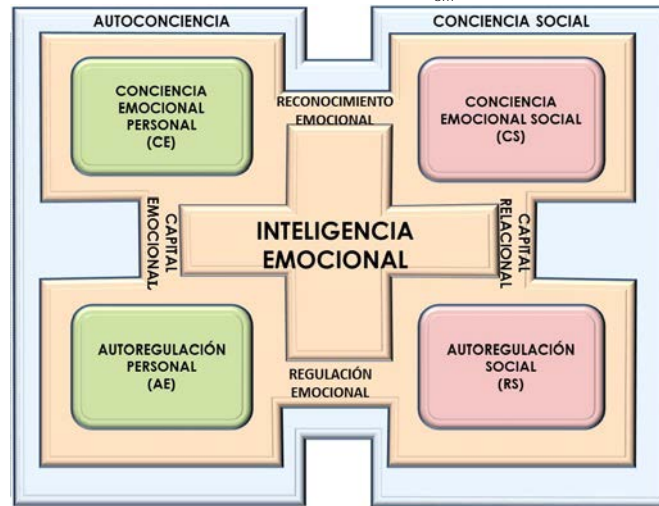 AUTOCONCIENCIA
CONCIENCIA SOCIAL
CONCIENCIA
EMOCIONAL
PERSONAL
(CE)
RECONOCIMIENTO
EMOCIONAL
CONCIENCIA
EMOCIONAL SOCIAL
(CS)
CAPITAL
EMOCIONAL
INTELIGENCIA
EMOCIONAL
CAPITAL
RELACIONAL
AUTOREGULACIÓN
PERSONAL
(AE)
REGULACIÓN
EMOCIONAL
AUTOREGULACIÓN
SOCIAL
(RS)